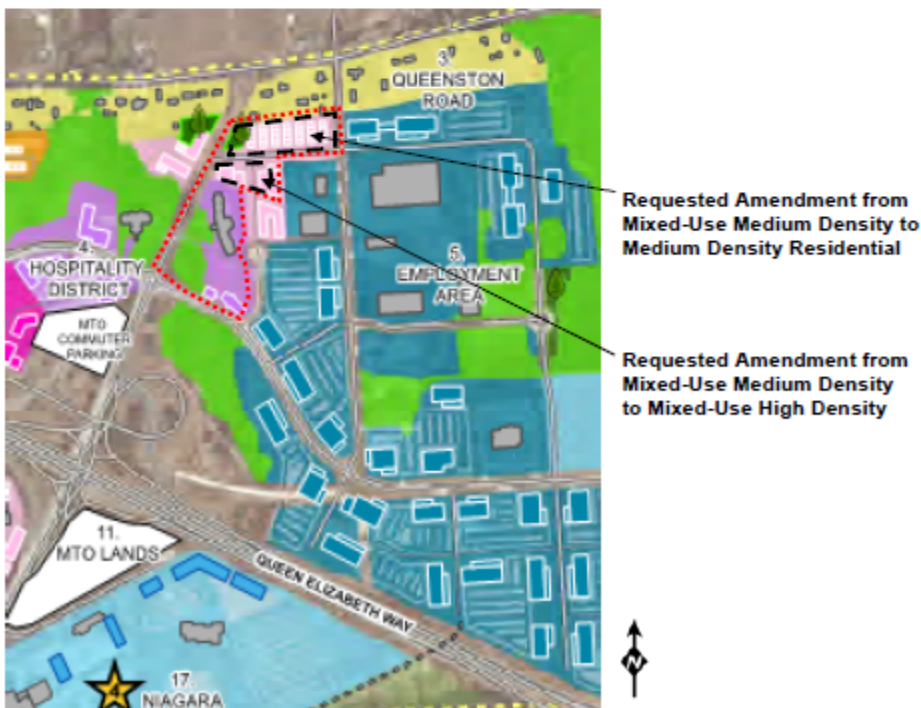 3.
QUEENSTON
ROAD
Requested Amendment from
Mixed-Use Medium Density to
Medium Density Residential
4.
HOSPITALITY
DISTRICT
5.
EMPLOYMENT
AREA
MTO
COMMUTER
PARKING
Requested Amendment from
Mixed-Use Medium Density
to Mixed-Use High Density
11.
MTO LANDS
QUEEN ELIZABETH WAY
N
17.
NIAGARA
4